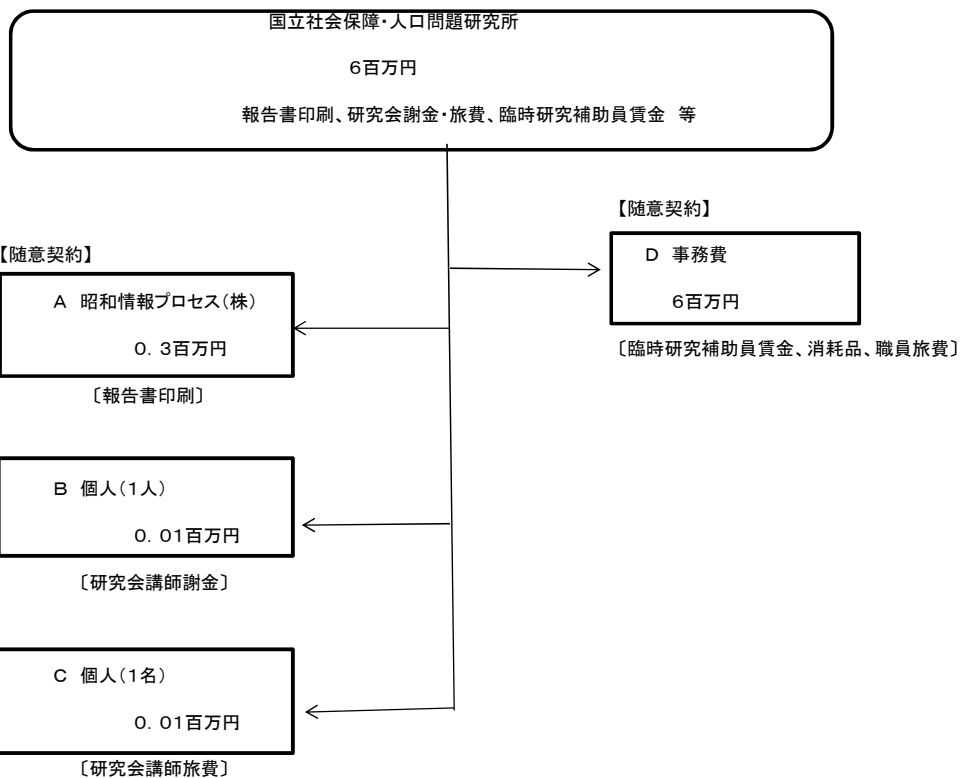 国立社会保障・人口問題研究所
6百万円
報告書印刷、研究会謝金・旅費、臨時研究補助員賃金 等
【随意契約】
D 事務費
6百万円
〔臨時研究補助員賃金、消耗品、職員旅費〕
【随意契約】
A 昭和情報プロセス(株)
0.3百万円
〔報告書印刷〕
B 個人(1人)
0.01百万円
〔研究会講師謝金〕
C 個人(1名)
0.01百万円
〔研究会講師旅費〕